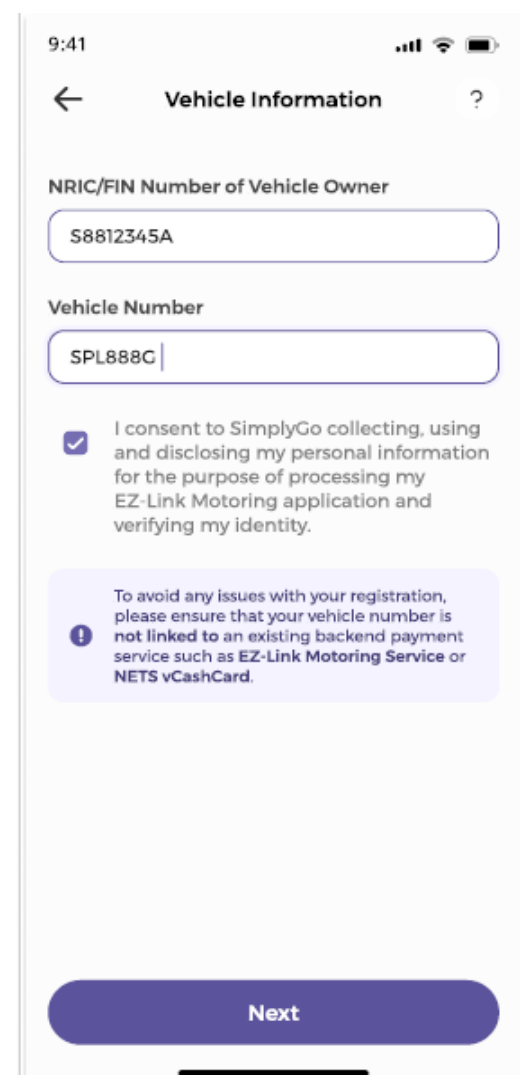 9:41
Vehicle Information
?
NRIC/FIN Number of Vehicle Owner
S8812345A
Vehicle Number
SPL888G
I consent to SimplyGo collecting, using
and disclosing my personal information
for the purpose of processing my
EZ-Link Motoring application and
verifying my identity.
To avoid any issues with your registration,
please ensure that your vehicle number is
not linked to an existing backend payment
service such as EZ-Link Motoring Service or
NETS vCashCard.
Next